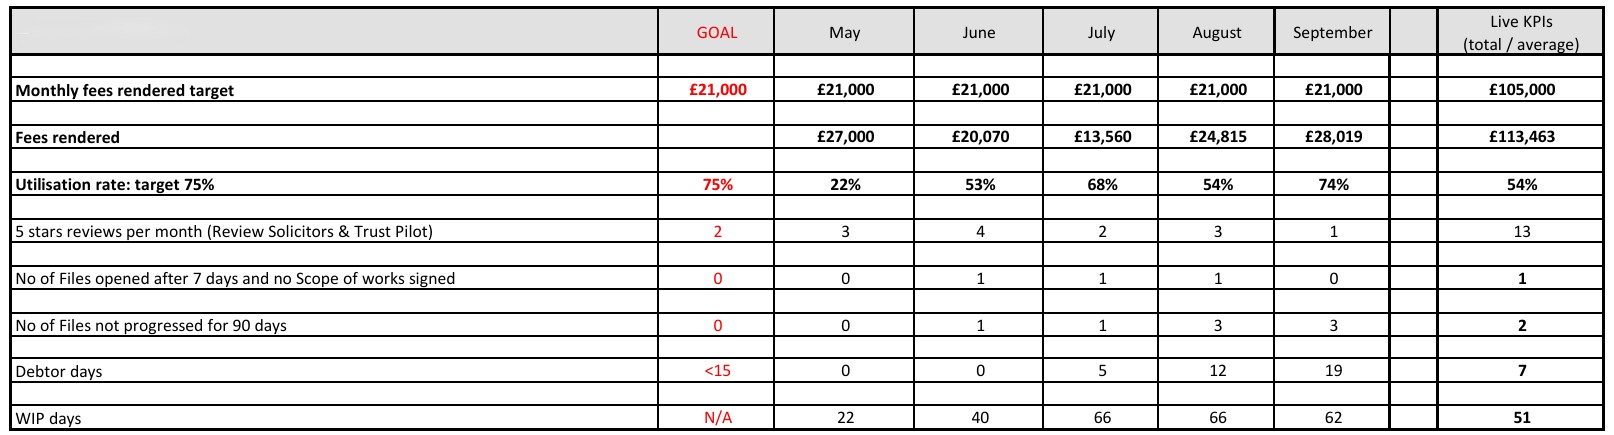 GOAL May June July August September Live KPIs
(total / average)
Monthly fees rendered target £21,000 £21,000 £21,000 £21,000 £21,000 £21,000 £105,000
Fees rendered £27,000 £20,070 £13,560 £24,815 £28,019 £113,463
Utilisation rate: target 75% 75% 22% 53% 68% 54% 74% 54%
5 stars reviews per month (Review Solicitors & Trust Pilot) 2 3 4 2 3 1 13
No of Files opened after 7 days and no Scope of works signed 0 0 1 1 1 0 1
No of Files not progressed for 90 days 0 0 1 1 3 3 2
Debtor days <15 0 0 5 12 19 7
WIP days N/A 22 40 66 66 62 51